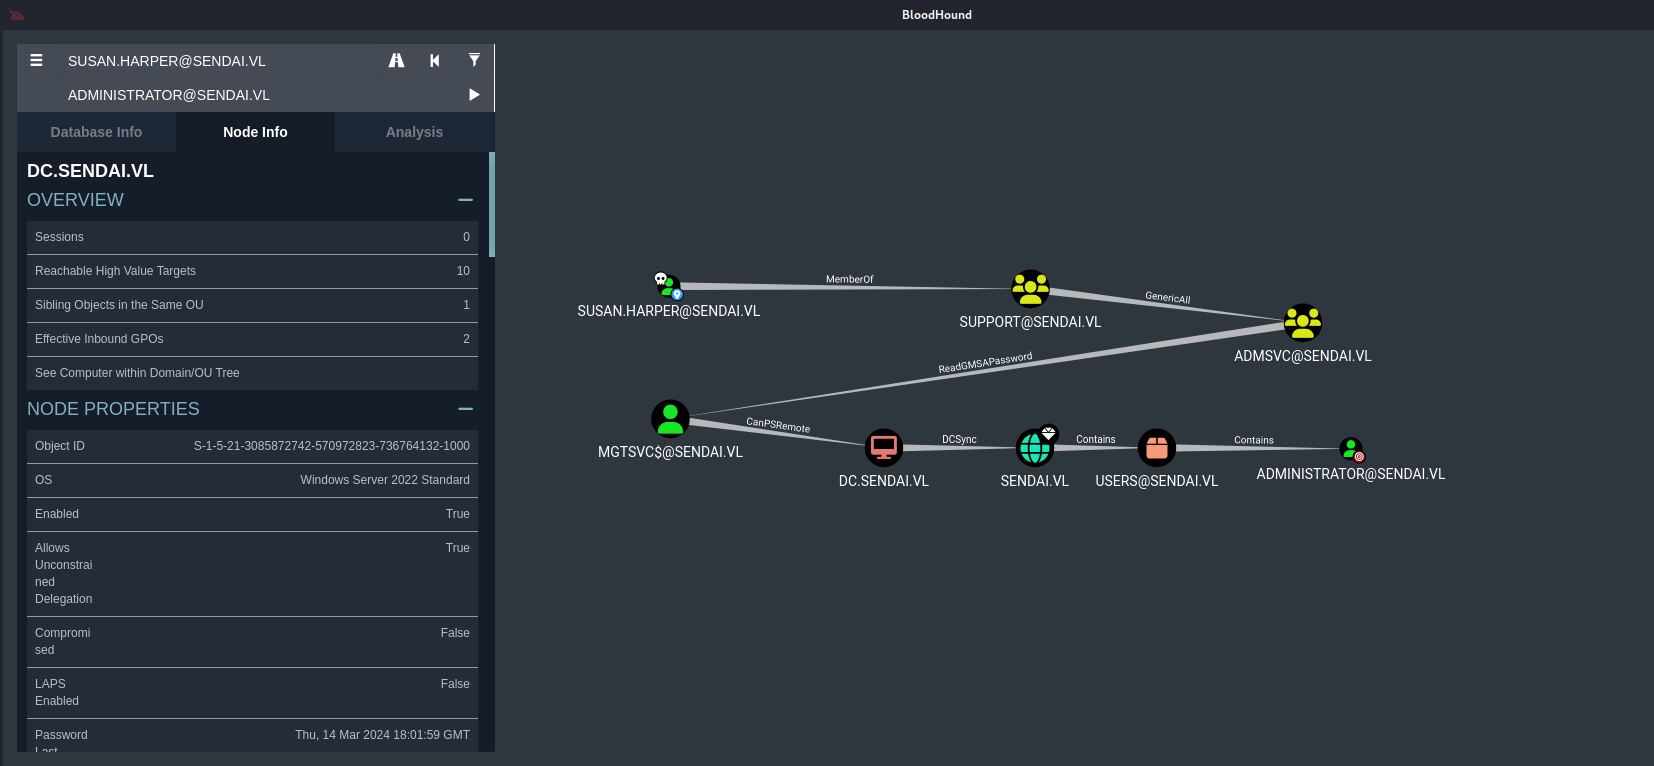 BloodHound
SUSAN.HARPER@SENDAI.VL
ADMINISTRATOR@SENDAI.VL
Database Info Node Info Analysis
DC.SENDAI.VL
OVERVIEW
Sessions 0
Reachable High Value Targets 10
Sibling Objects in the Same OU 1
Effective Inbound GPOs 2
See Computer within Domain/OU Tree
NODE PROPERTIES
Object ID S-1-5-21-3085872742-570972823-736764132-1000
OS Windows Server 2022 Standard
Enabled True
Allows True
Unconstrai
ned
Delegation
Compromi False
sed
LAPS False
Enabled
Password Thu, 14 Mar 2024 18:01:59 GMT
Last
MemberOf
SUSAN.HARPER@SENDAI.VL
GenericAll
SUPPORT@SENDAI.VL
ADMSVC@SENDAI.VL
ReadGMSAPassword
CanPSRemote
MGTSVC$@SENDAI.VL
DCSync
Contains
Contains
DC.SENDAI.VL
SENDAI.VL
USERS@SENDAI.VL
ADMINISTRATOR@SENDAI.VL